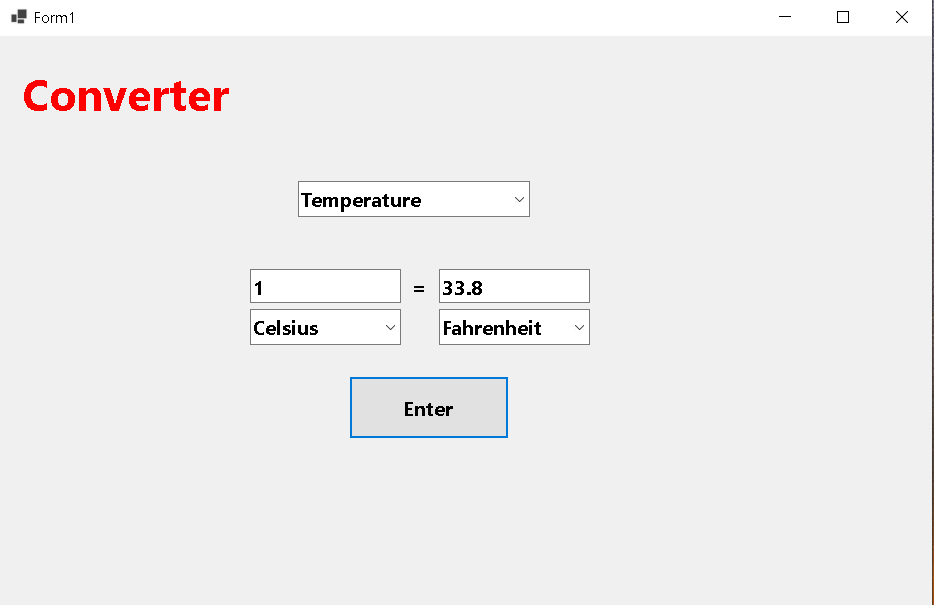 Form1
Converter
Temperature
1 = 33.8
Celsius Fahrenheit
Enter